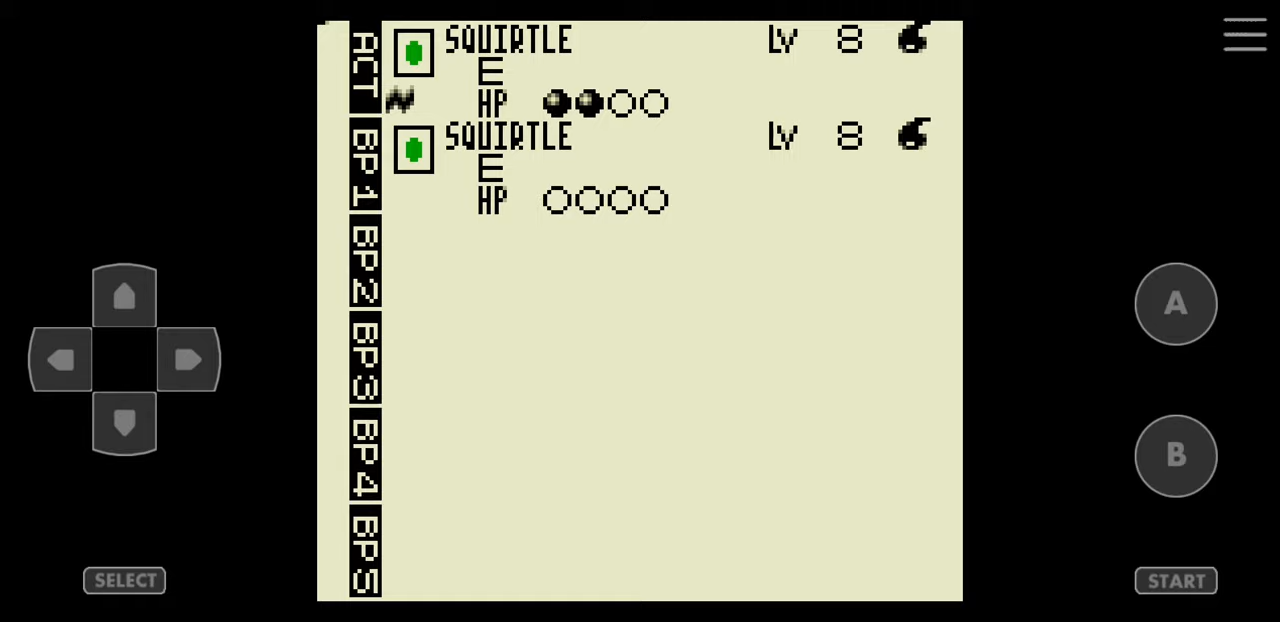 ACT
SQUIRTLE Lv 8
E
HP
BP1
SQUIRTLE Lv 8
E
HP
BP2
BP3
BP4
BP5
A
B
SELECT
START